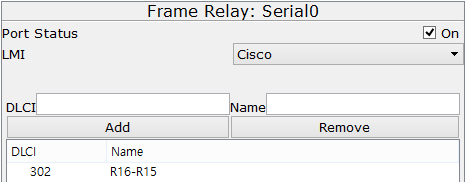 Frame Relay: Serial0
Port Status On
LMI Cisco
DLCI Name
Add Remove
DLCI Name
302 R16-R15